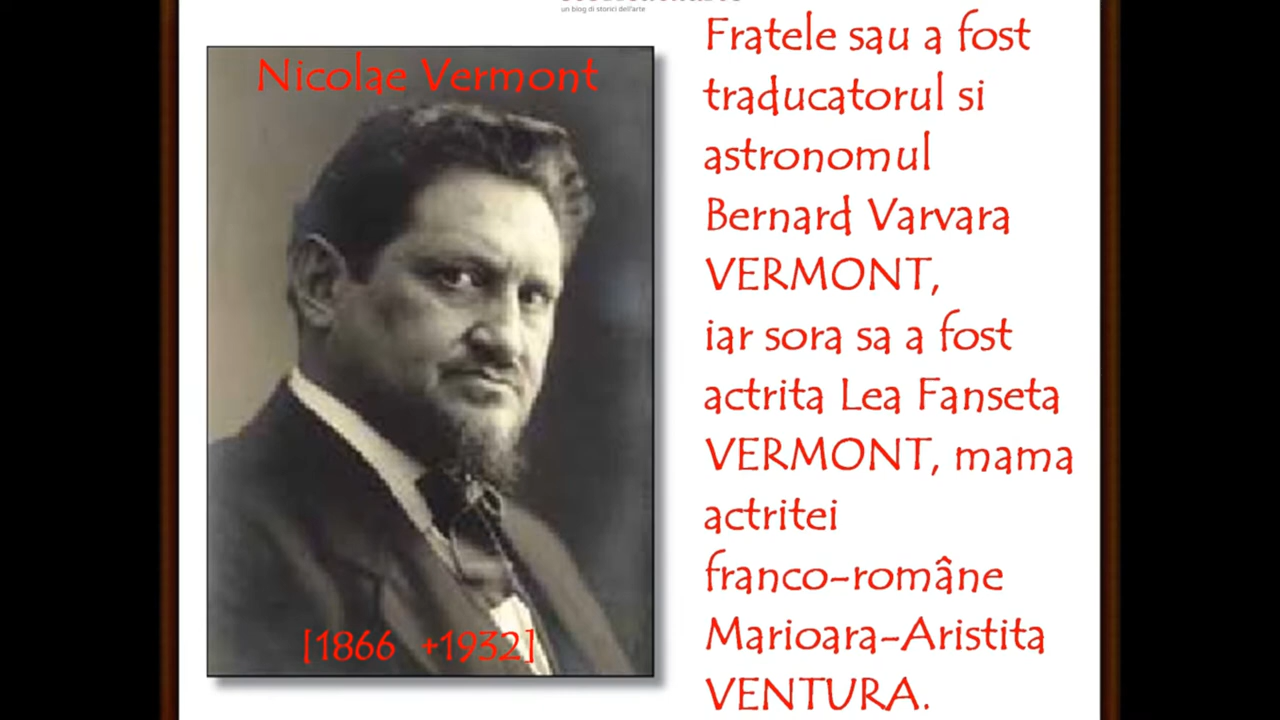 un blog di storici dell'arte
Nicolae Vermont
[1866 +1932]
Fratele sau a fost
traducatorul si
astronomul
Bernard Varvara
VERMONT,
iar sora sa a fost
actrita Lea Fanseta
VERMONT, mama
actritei
franco-române
Marioara-Aristita
VENTURA.